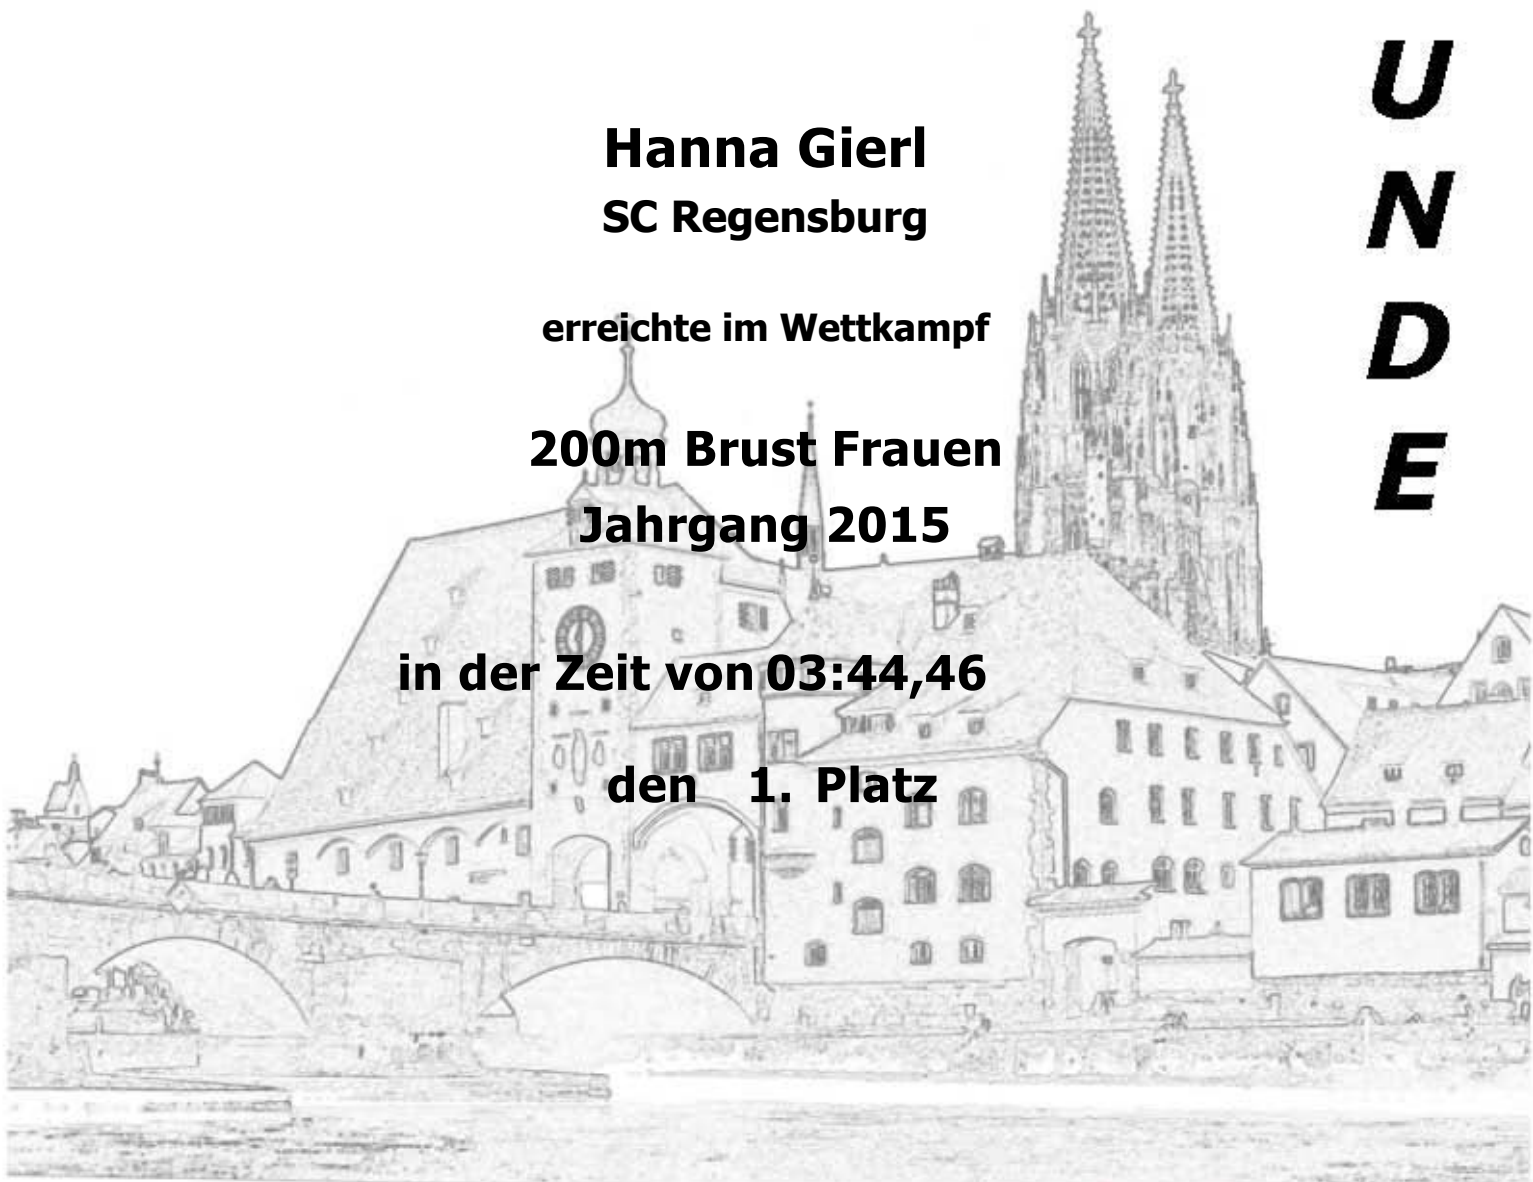 Hanna Gierl
SC Regensburg
erreichte im Wettkampf
200m Brust Frauen
Jahrgang 2015
in der Zeit von 03:44,46
den 1. Platz
U
N
D
E